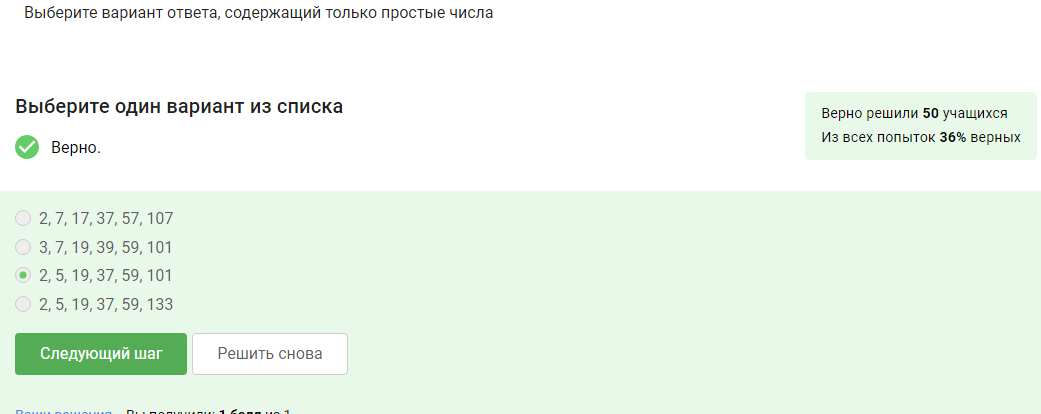 Выберите вариант ответа, содержащий только простые числа
Выберите один вариант из списка
Верно.
Верно решили 50 учащихся
Из всех попыток 36% верных
2, 7, 17, 37, 57, 107
3, 7, 19, 39, 59, 101
2, 5, 19, 37, 59, 101
2, 5, 19, 37, 59, 133
Следующий шаг
Решить снова
Ваши решения Вы получили: 1 балл из 1